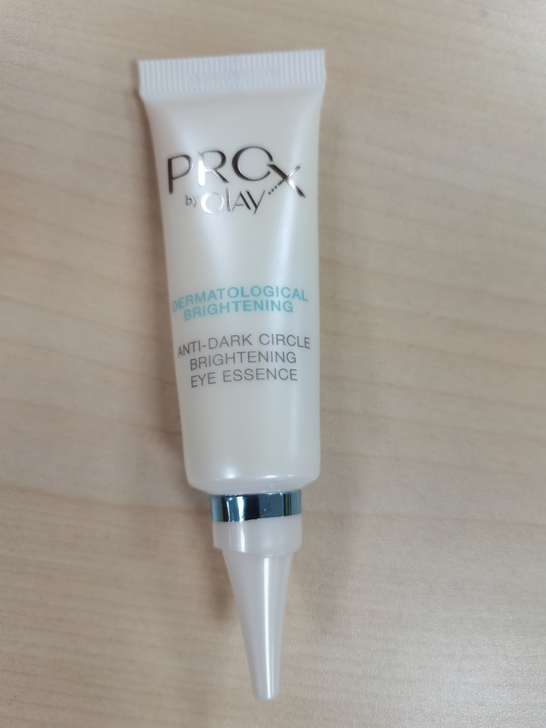 PROX
by Olay
DERMATOLOGICAL
BRIGHTENING
ANTI-DARK CIRCLE
BRIGHTENING
EYE ESSENCE